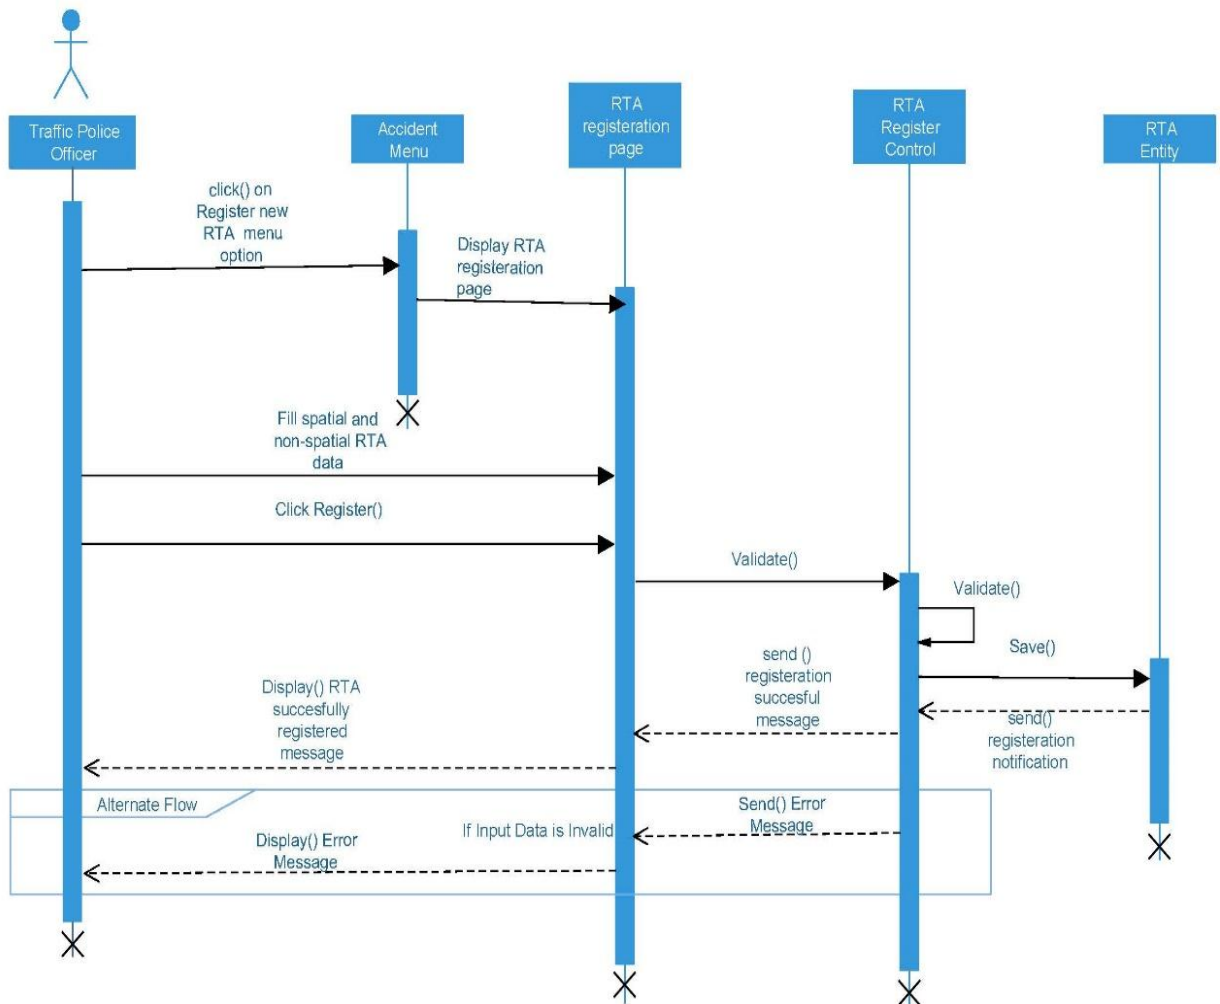 Traffic Police
Officer
Accident
Menu
RTA
registeration
page
RTA
Register
Control
RTA
Entity
click() on
Register new
RTA menu
option
Display RTA
registeration
page
Fill spatial and
non-spatial RTA
data
Click Register()
Validate()
Validate()
Save()
send ()
registeration
succesful
message
send()
registeration
notification
Display() RTA
succesfully
registered
message
Alternate Flow
If Input Data is Invalid
Send() Error
Message
Display() Error
Message